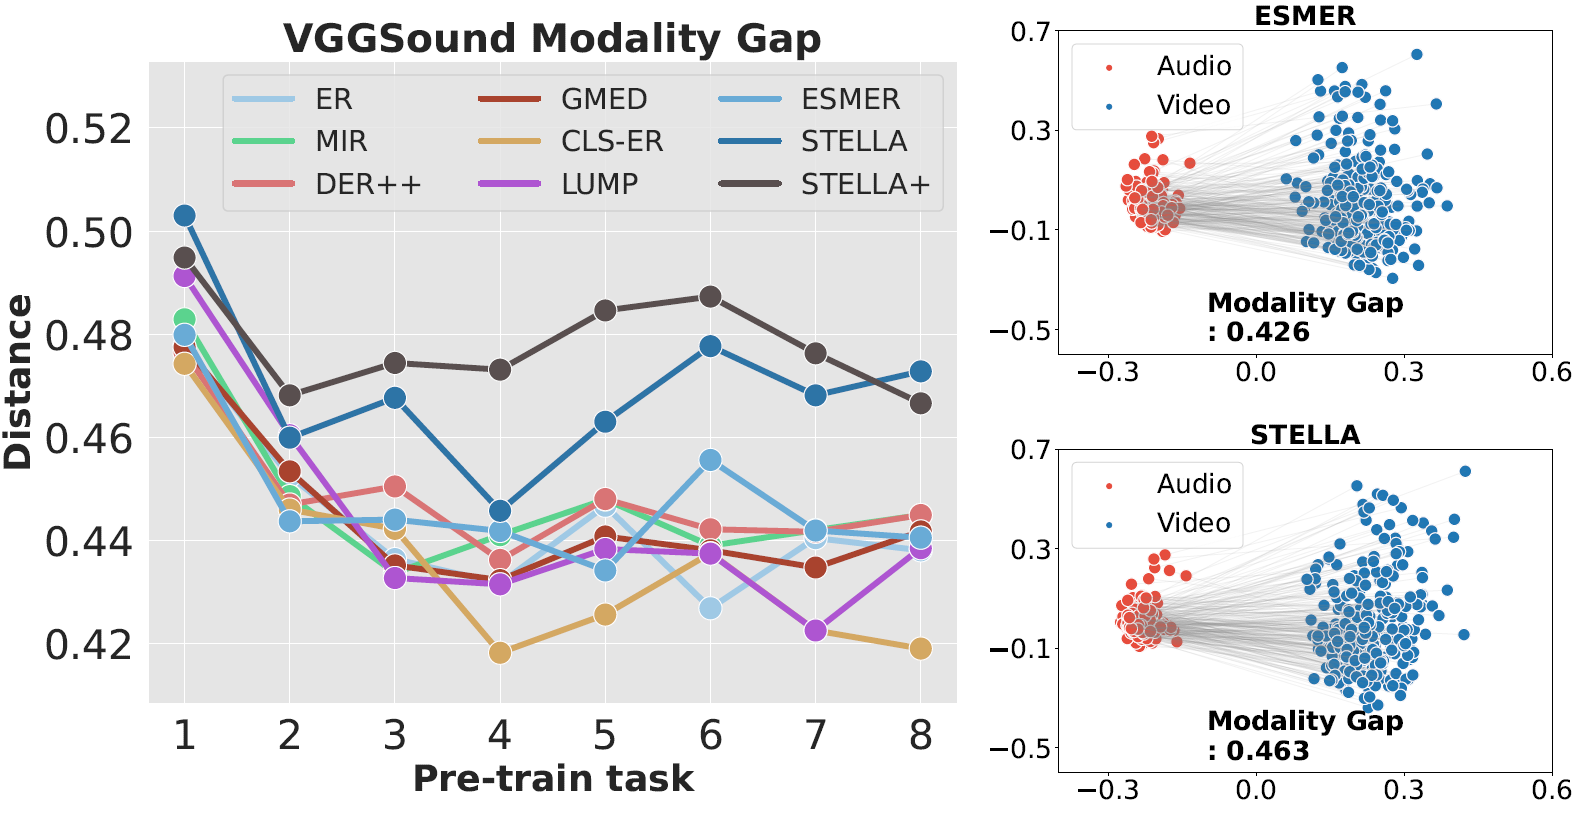 VGGSound Modality Gap
ER
MIR
DER++
GMED
CLS-ER
LUMP
ESMER
STELLA
STELLA+
Distance
0.52
0.50
0.48
0.46
0.44
0.42
1 2 3 4 5 6 7 8
Pre-train task
ESMER
Audio
Video
0.7
0.3
−0.1
−0.5
Modality Gap
: 0.426
−0.3 0.0 0.3 0.6
STELLA
Audio
Video
0.7
0.3
−0.1
−0.5
Modality Gap
: 0.463
−0.3 0.0 0.3 0.6